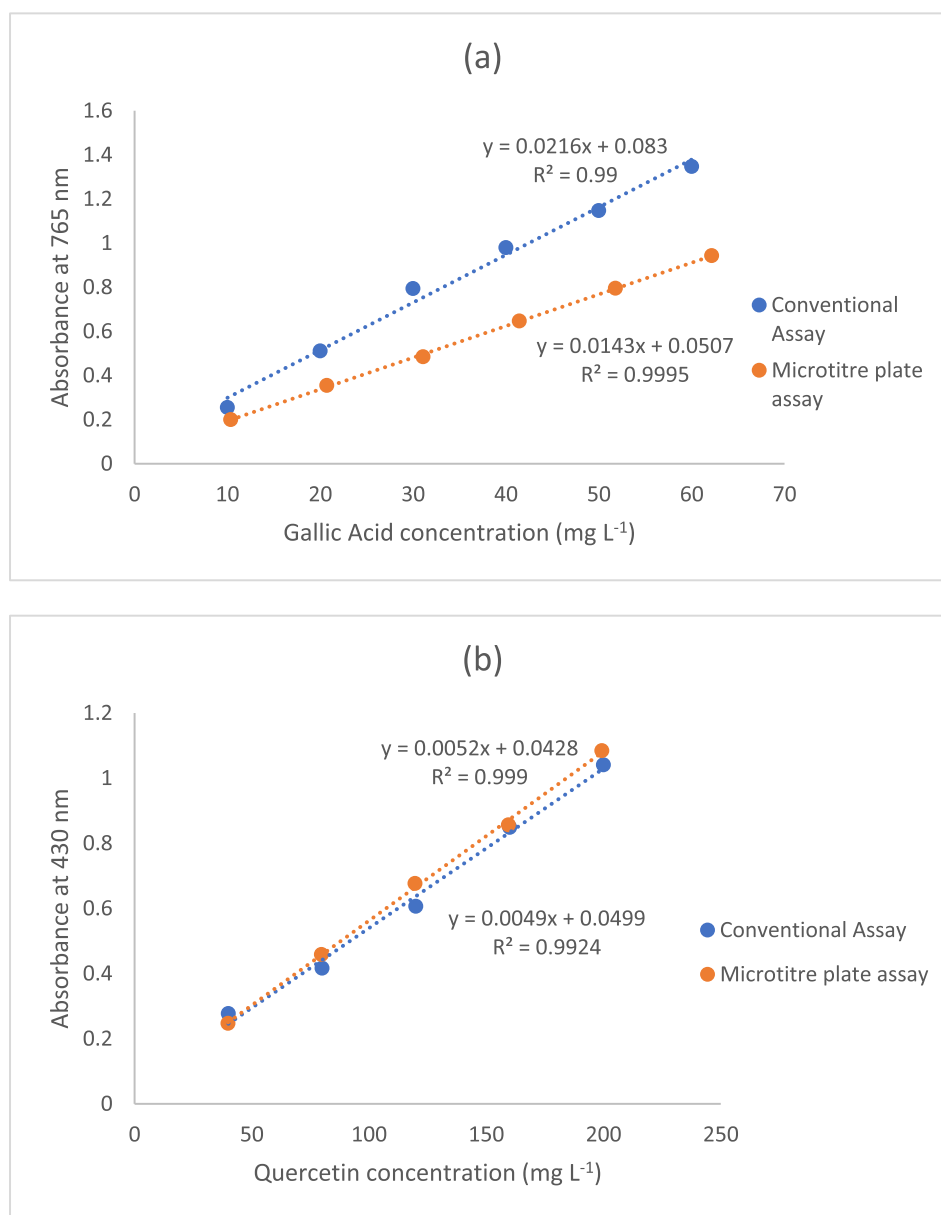 (a)
1.6
1.4
1.2
1
0.8
0.6
0.4
0.2
0
Absorbance at 765 nm
y = 0.0216x + 0.083
R² = 0.99
y = 0.0143x + 0.0507
R² = 0.9995
Conventional
Assay
Microtitre plate
assay
0 10 20 30 40 50 60 70
Gallic Acid concentration (mg L⁻¹)
(b)
1.2
1
0.8
0.6
0.4
0.2
0
Absorbance at 430 nm
y = 0.0052x + 0.0428
R² = 0.999
y = 0.0049x + 0.0499
R² = 0.9924
Conventional Assay
Microtitre plate assay
0 50 100 150 200 250
Quercetin concentration (mg L⁻¹)